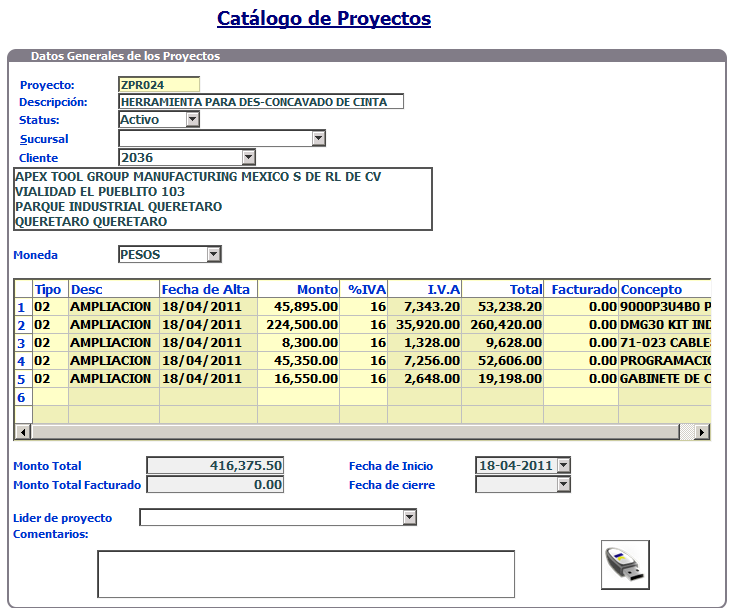 Catálogo de Proyectos
Datos Generales de los Proyectos
Proyecto: ZPR024
Descripción: HERRAMIENTA PARA DES-CONCAVADO DE CINTA
Status: Activo
Sucursal
Cliente 2036
APEX TOOL GROUP MANUFACTURING MEXICO S DE RL DE CV
VIALIDAD EL PUEBLITO 103
PARQUE INDUSTRIAL QUERETARO
QUERETARO QUERETARO
Moneda PESOS
Tipo Desc Fecha de Alta Monto %IVA I.V.A Total Facturado Concepto
1 02 AMPLIACION 18/04/2011 45,895.00 16 7,343.20 53,238.20 0.00 9000P3U4B0 P
2 02 AMPLIACION 18/04/2011 224,500.00 16 35,920.00 260,420.00 0.00 DMG30 KIT IND
3 02 AMPLIACION 18/04/2011 8,300.00 16 1,328.00 9,628.00 0.00 71-023 CABLE
4 02 AMPLIACION 18/04/2011 45,350.00 16 7,256.00 52,606.00 0.00 PROGRAMACIO
5 02 AMPLIACION 18/04/2011 16,550.00 16 2,648.00 19,198.00 0.00 GABINETE DE C
6
Monto Total 416,375.50 Fecha de Inicio 18-04-2011
Monto Total Facturado 0.00 Fecha de cierre
Lider de proyecto
Comentarios: